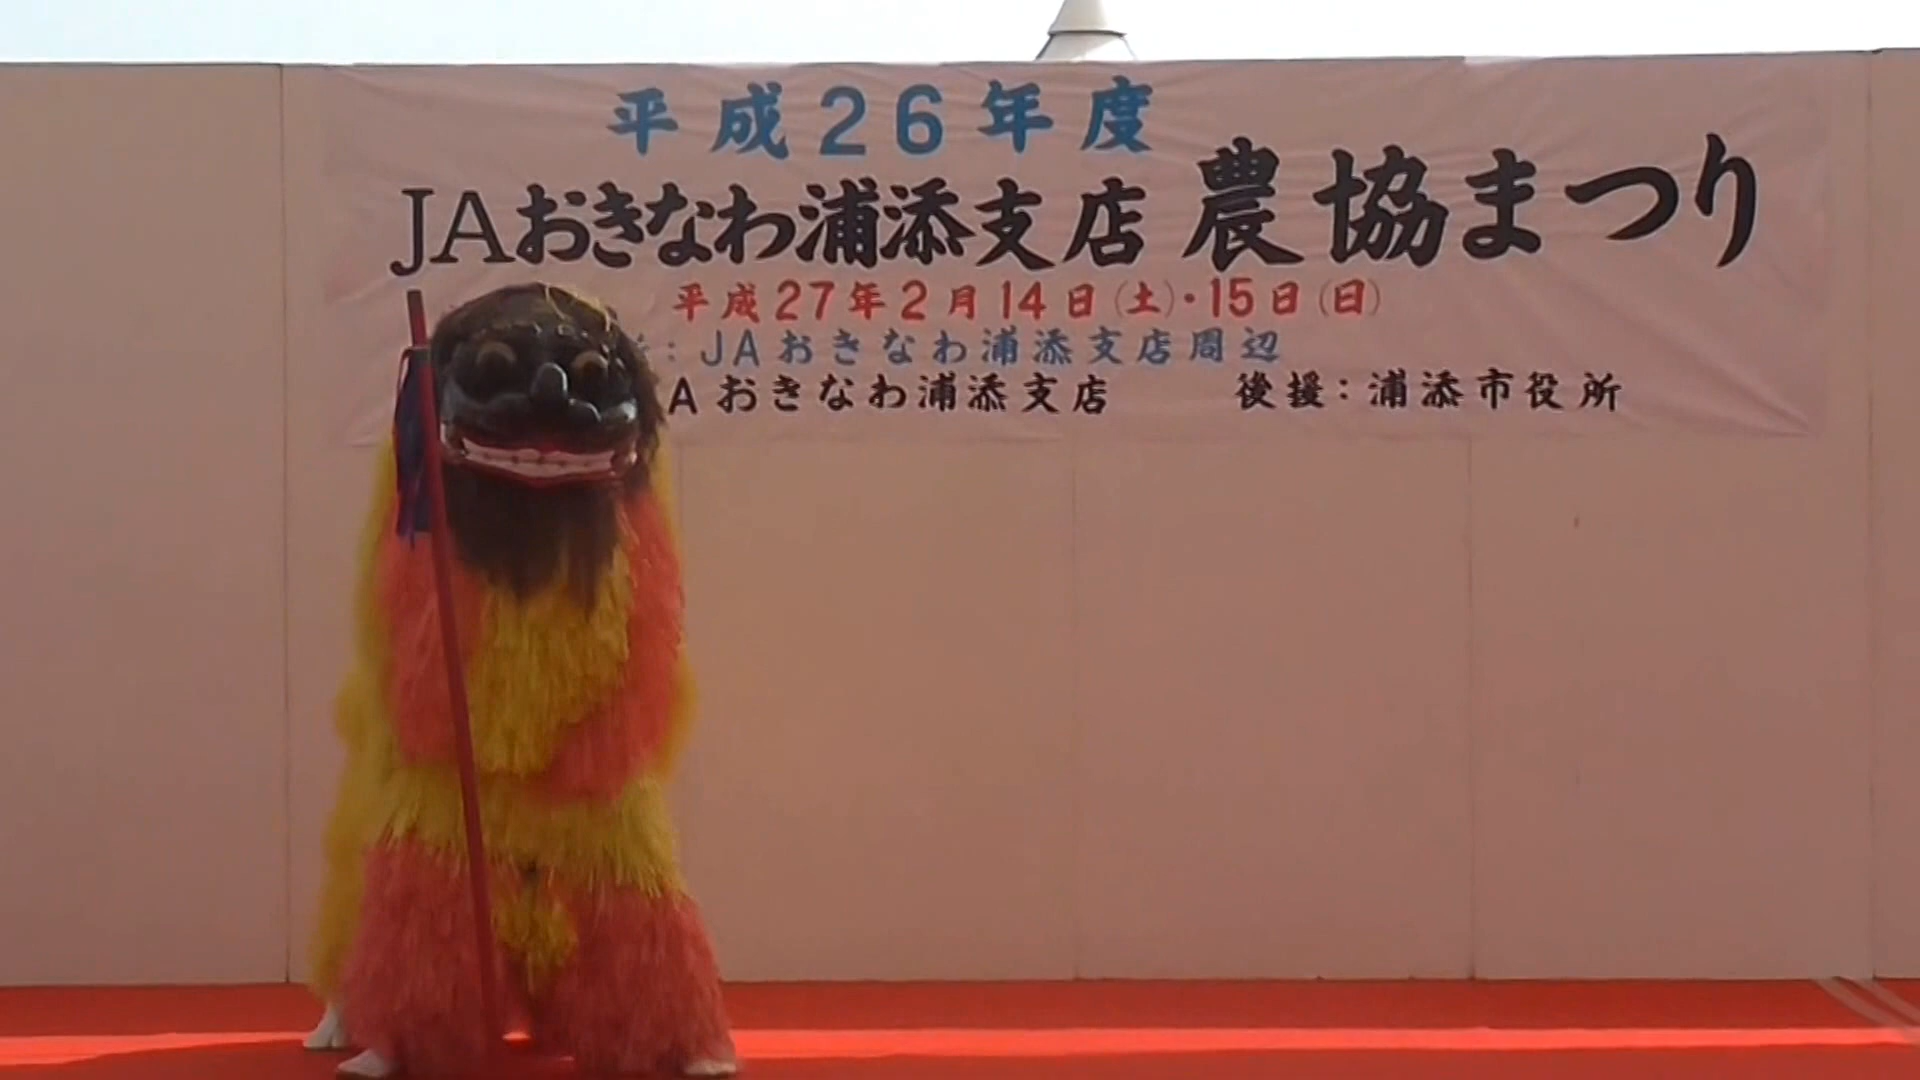 平成26年度
JAおきなわ浦添支店 農協まつり
平成27年2月14日(土)・15日(日)
：JAおきなわ浦添支店周辺
Aおきなわ浦添支店 後援：浦添市役所